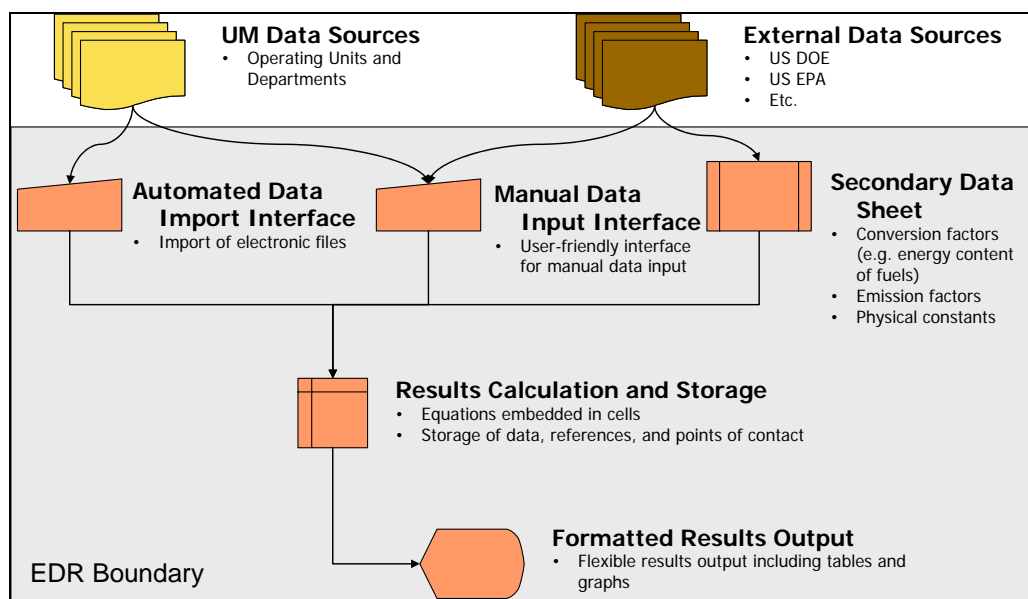 UM Data Sources
• Operating Units and
Departments
External Data Sources
• US DOE
• US EPA
• Etc.
Automated Data
Import Interface
• Import of electronic files
Manual Data
Input Interface
• User-friendly interface
for manual data input
Secondary Data
Sheet
• Conversion factors
(e.g. energy content
of fuels)
• Emission factors
• Physical constants
Results Calculation and Storage
• Equations embedded in cells
• Storage of data, references, and points of contact
Formatted Results Output
• Flexible results output including tables and
graphs
EDR Boundary